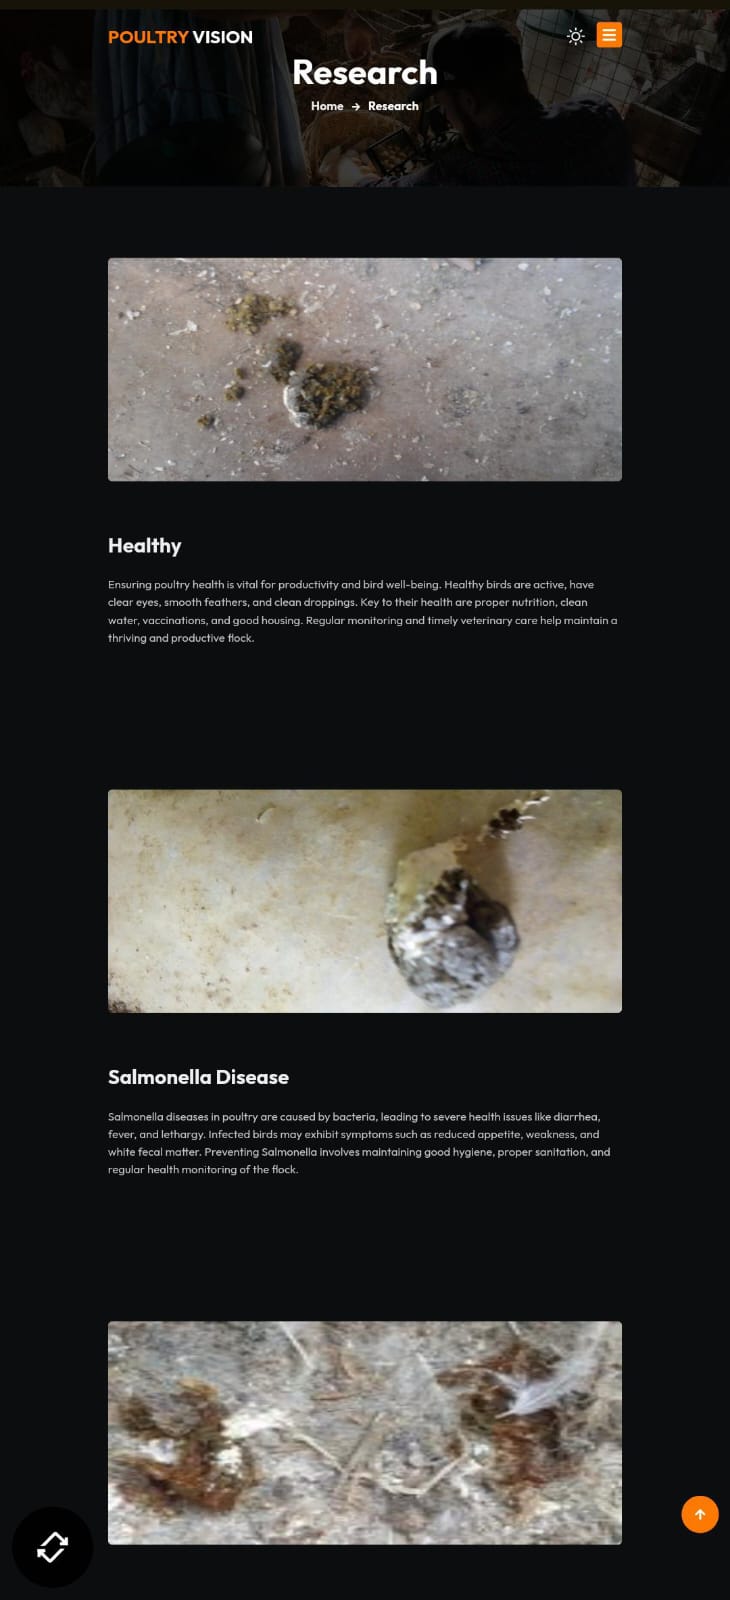 POULTRY VISION
Research
Home → Research
Healthy
Ensuring poultry health is vital for productivity and bird well-being. Healthy birds are active, have
clear eyes, smooth feathers, and clean droppings. Key to their health are proper nutrition, clean
water, vaccinations, and good housing. Regular monitoring and timely veterinary care help maintain a
thriving and productive flock.
Salmonella Disease
Salmonella diseases in poultry are caused by bacteria, leading to severe health issues like diarrhea,
fever, and lethargy. Infected birds may exhibit symptoms such as reduced appetite, weakness, and
white fecal matter. Preventing Salmonella involves maintaining good hygiene, proper sanitation, and
regular health monitoring of the flock.